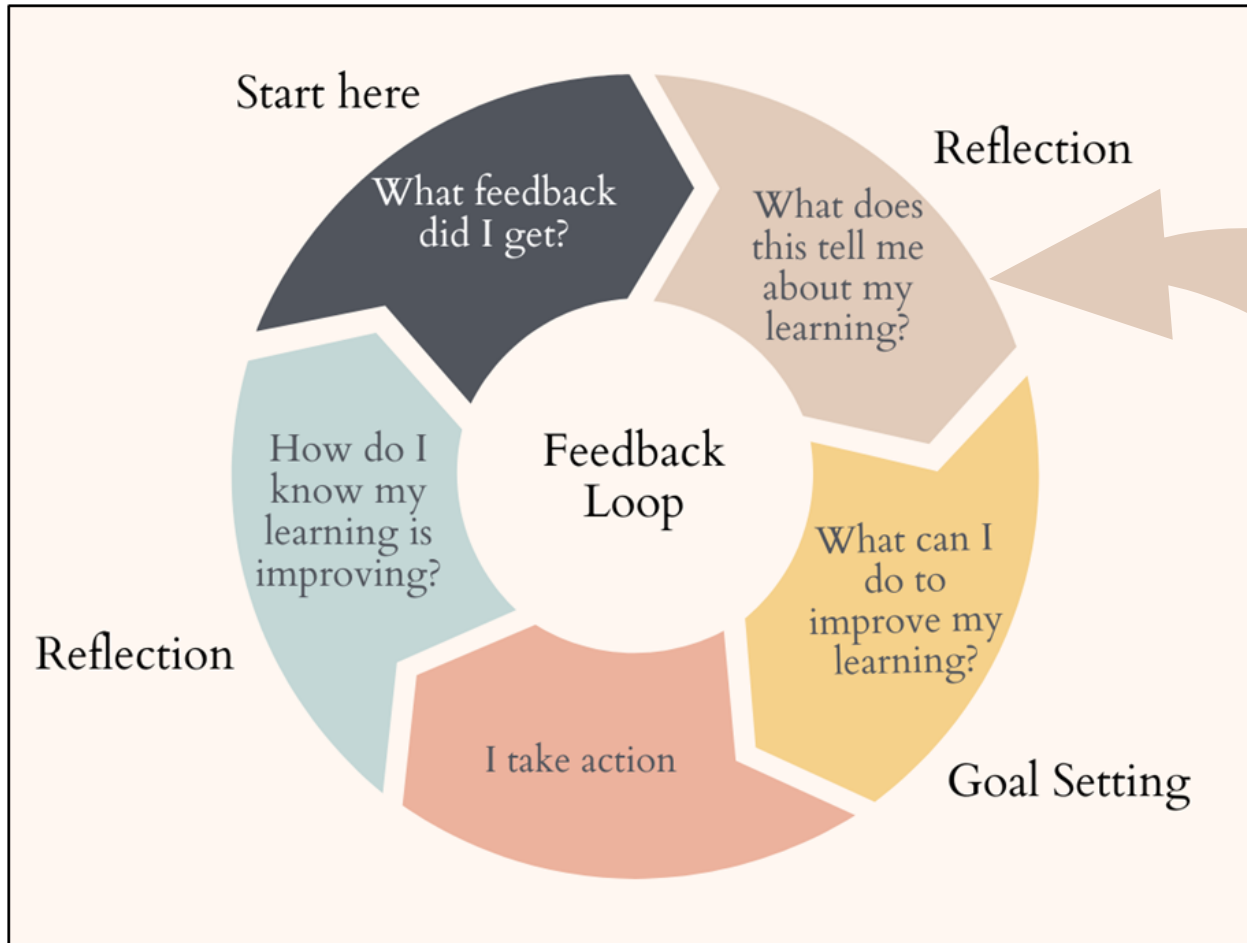 Start here
What feedback
did I get?
Reflection
What does
this tell me
about my
learning?
What can I
do to
improve my
learning?
Goal Setting
I take action
How do I
know my
learning is
improving?
Reflection
Feedback
Loop